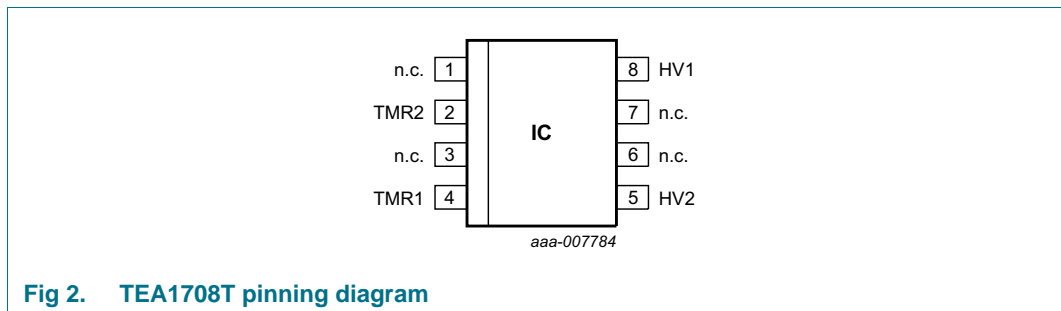 n.c. 1 8 HV1
TMR2 2 7 n.c.
IC
n.c. 3 6 n.c.
TMR1 4 5 HV2
aaa-007784
Fig 2. TEA1708T pinning diagram